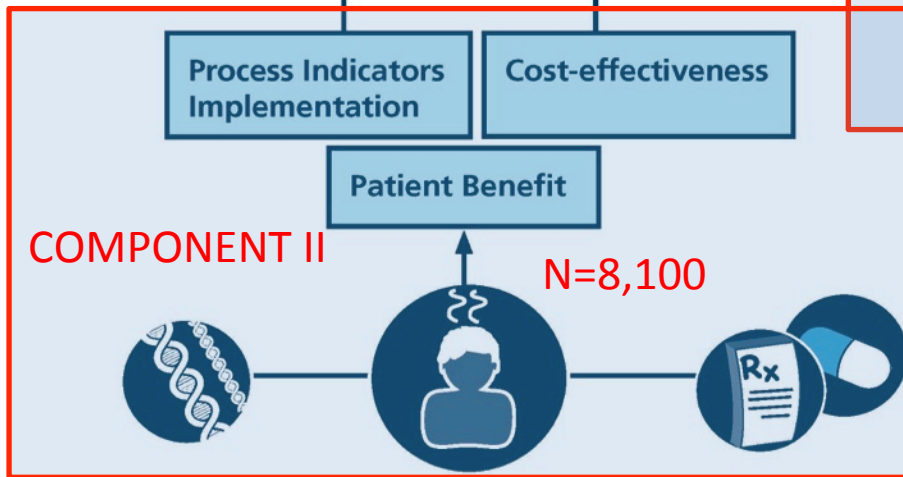 Process Indicators
Implementation
Cost-effectiveness
Patient Benefit
COMPONENT II
N=8,100
Rx